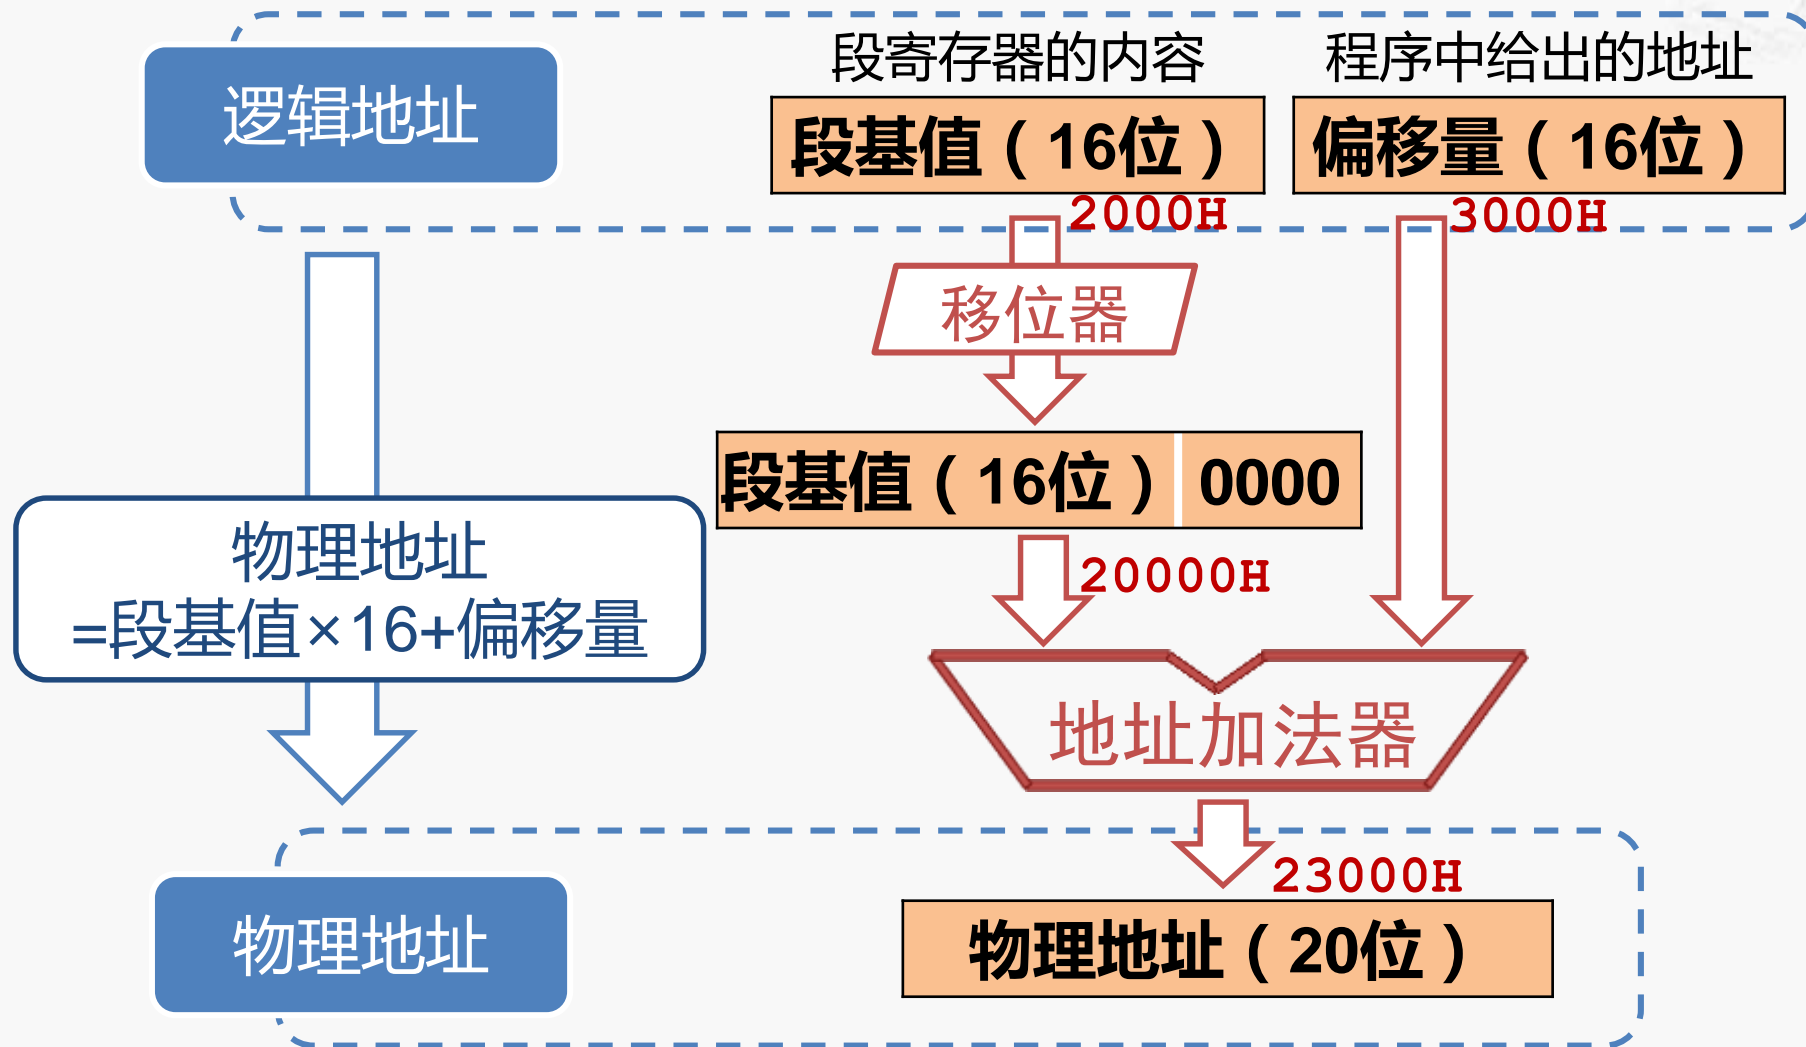 段寄存器的内容
程序中给出的地址
逻辑地址
段基值（16位）
偏移量（16位）
2000H
3000H
移位器
段基值（16位）
0000
物理地址
=段基值×16+偏移量
20000H
地址加法器
23000H
物理地址
物理地址（20位）